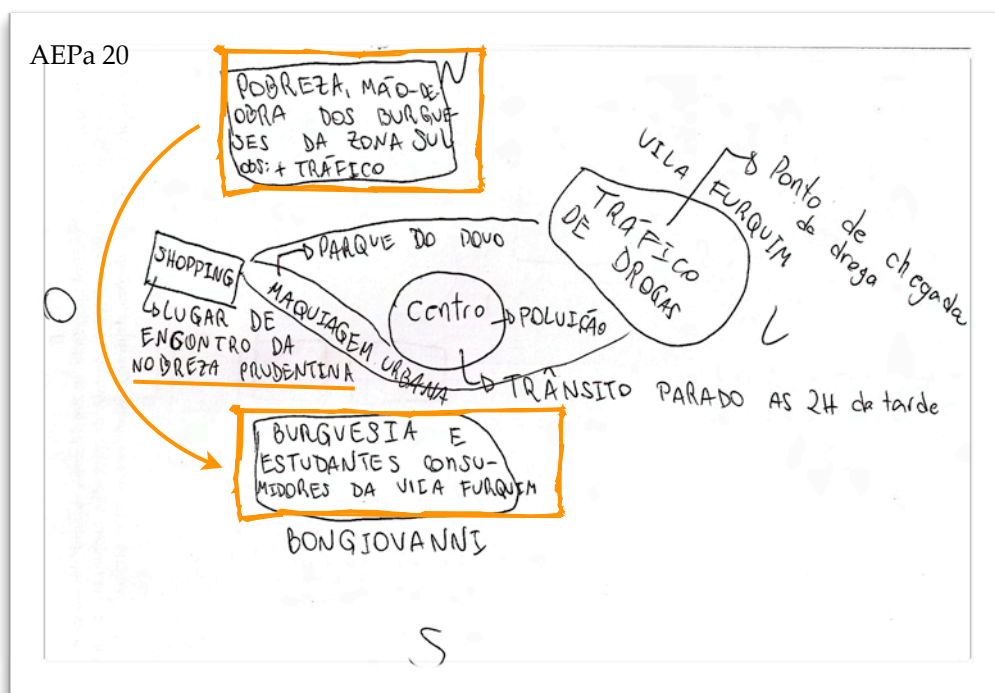 AEPa 20
N
POBREZA, MÃO-DE-
OBRA DOS BURGUE-
SES DA ZONA SUL
obs: + TRÁFICO
VILA FURQUIM
Ponto de chegada
da droga
TRÁFICO
DE DROGAS
PARQUE DO POVO
SHOPPING
LUGAR DE
ENCONTRO DA
NOBREZA PRUDENTINA
MAQUIAGEM URBANA
Centro
POLUIÇÃO
TRÂNSITO PARADO AS 2H da tarde
O
L
BURGUESIA E
ESTUDANTES CONSU-
MIDORES DA VILA FURQUIM
BONGIOVANNI
S